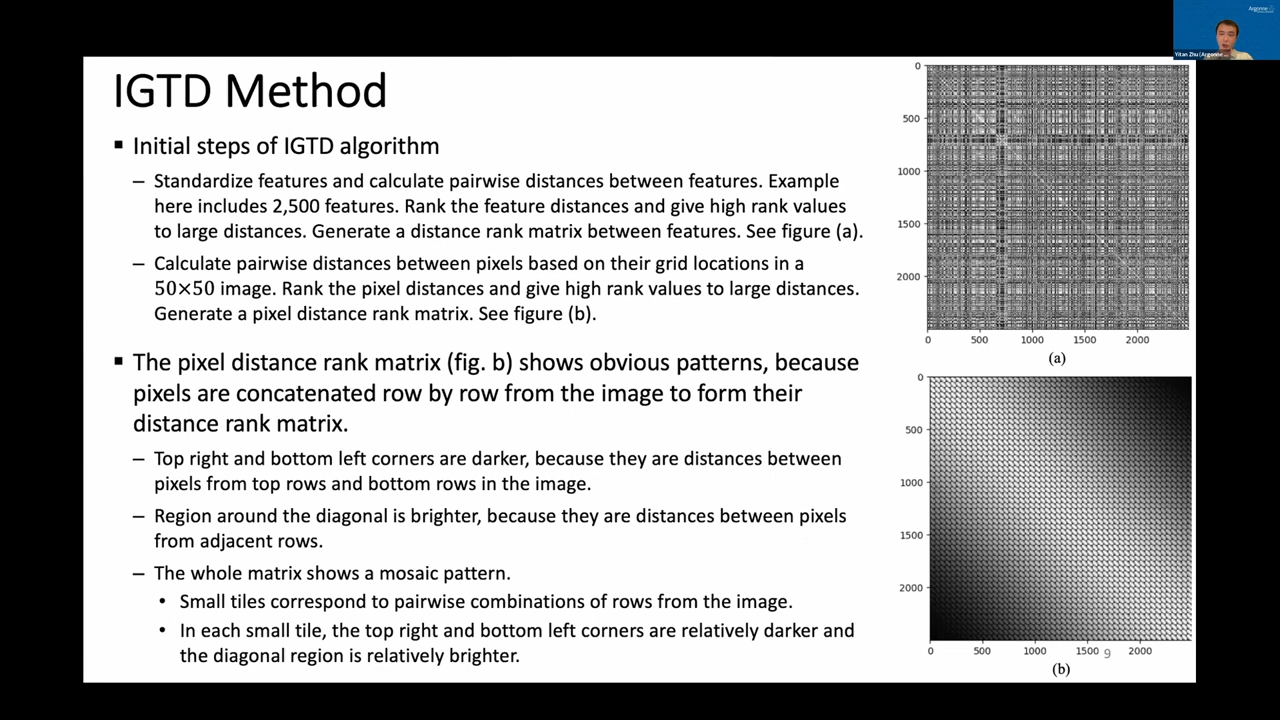 Argonne
Yitan Zhu (Argonne
IGTD Method
▪ Initial steps of IGTD algorithm
– Standardize features and calculate pairwise distances between features. Example
here includes 2,500 features. Rank the feature distances and give high rank values
to large distances. Generate a distance rank matrix between features. See figure (a).
– Calculate pairwise distances between pixels based on their grid locations in a
50×50 image. Rank the pixel distances and give high rank values to large distances.
Generate a pixel distance rank matrix. See figure (b).
▪ The pixel distance rank matrix (fig. b) shows obvious patterns, because
pixels are concatenated row by row from the image to form their
distance rank matrix.
– Top right and bottom left corners are darker, because they are distances between
pixels from top rows and bottom rows in the image.
– Region around the diagonal is brighter, because they are distances between pixels
from adjacent rows.
– The whole matrix shows a mosaic pattern.
• Small tiles correspond to pairwise combinations of rows from the image.
• In each small tile, the top right and bottom left corners are relatively darker and
the diagonal region is relatively brighter.
0
500
1000
1500
2000
0 500 1000 1500 2000
(a)
0
500
1000
1500
2000
0 500 1000 1500 2000
9
(b)